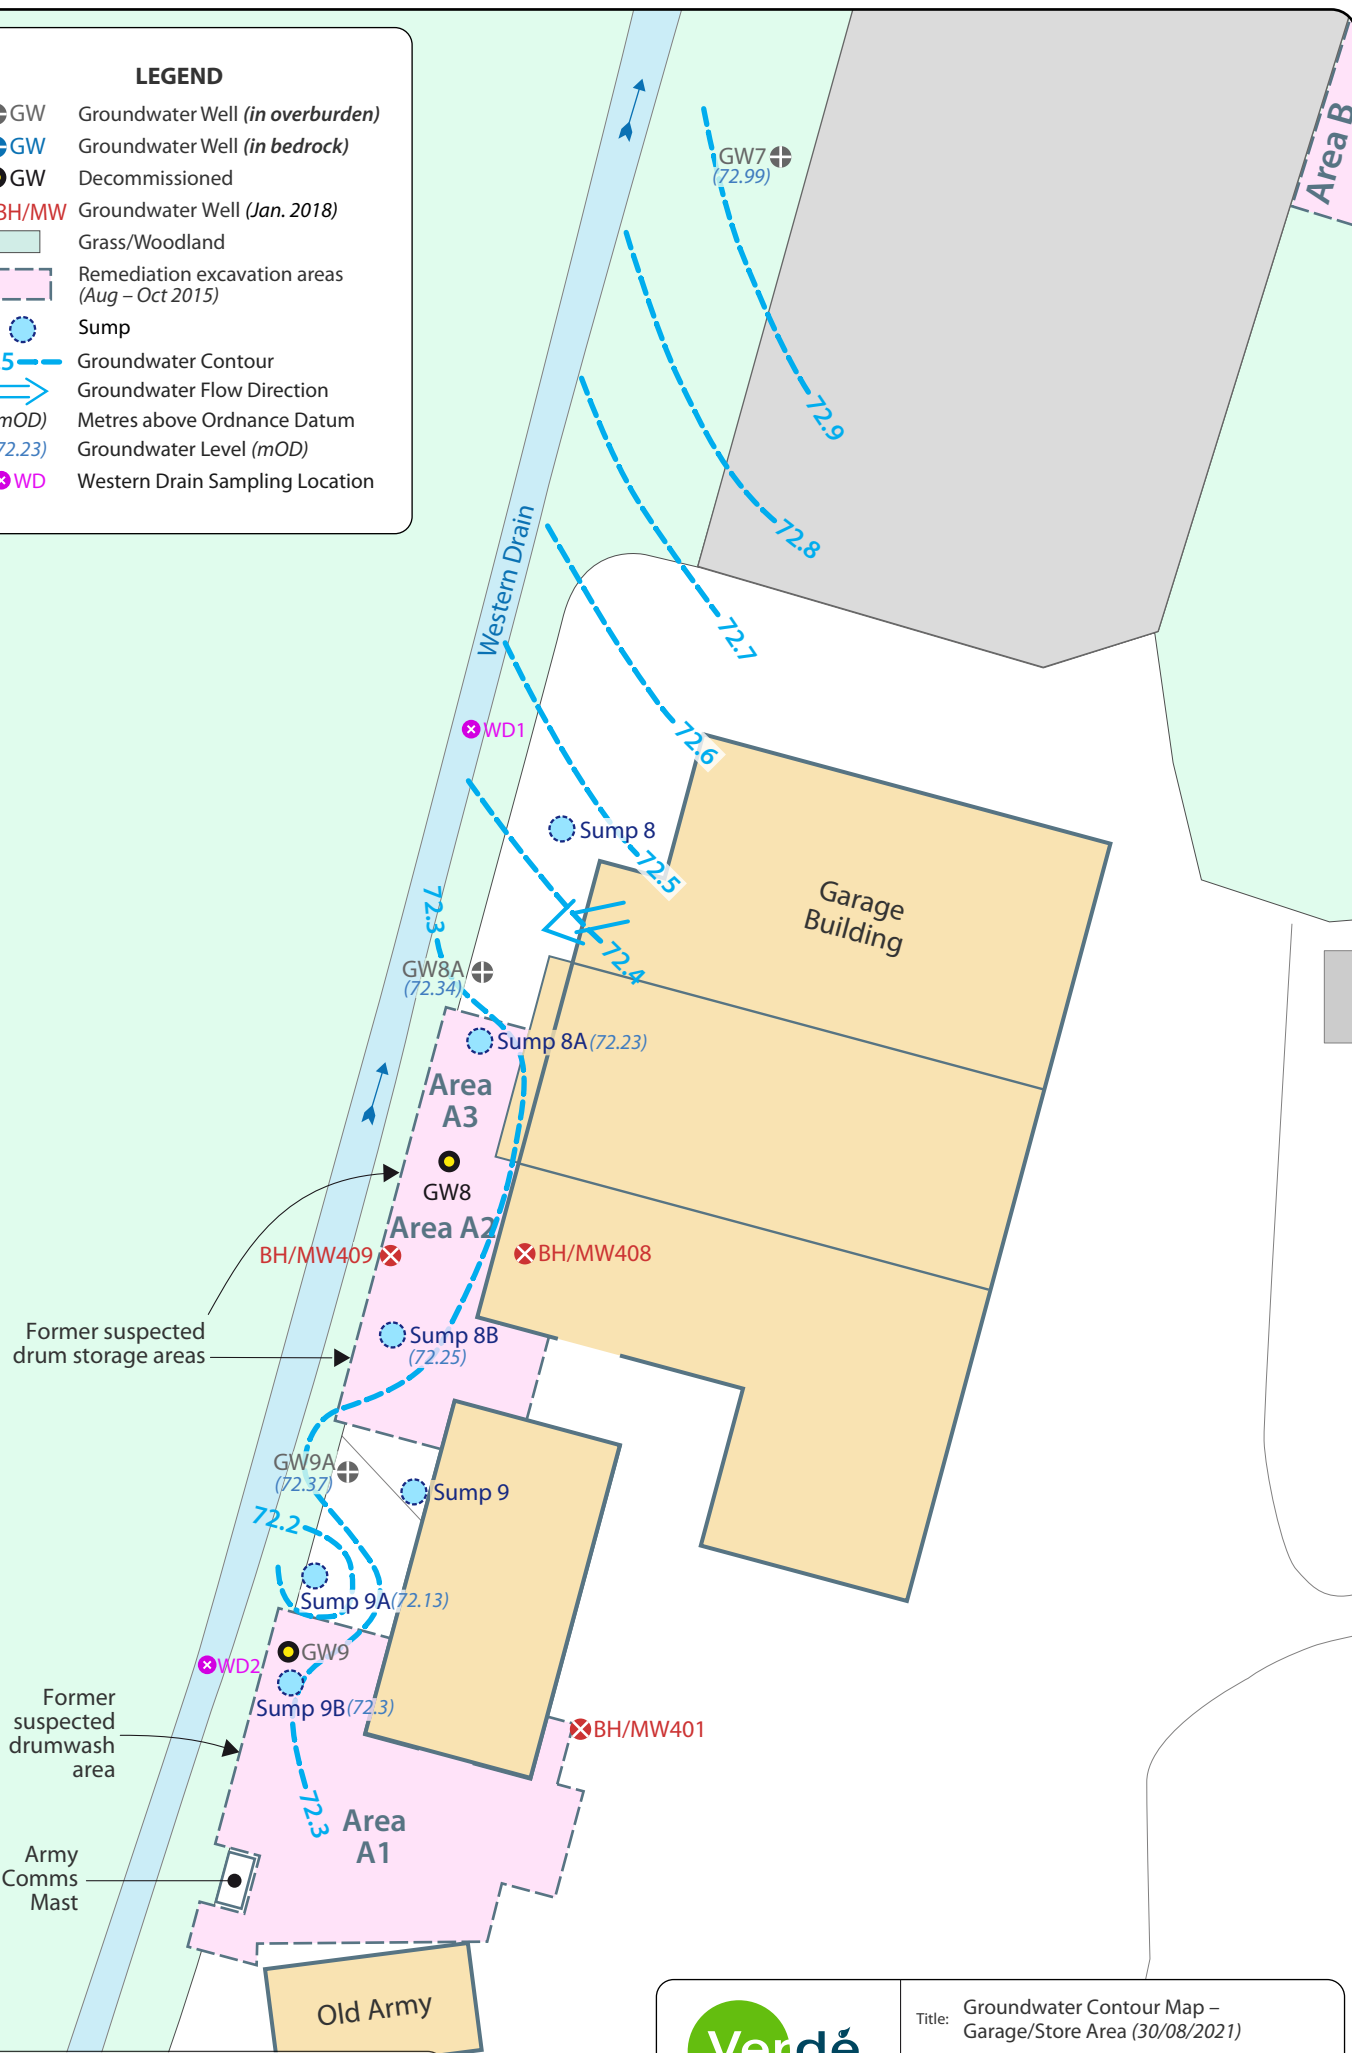 LEGEND
GW Groundwater Well (in overburden)
GW Groundwater Well (in bedrock)
GW Decommissioned
BH/MW Groundwater Well (Jan. 2018)
Grass/Woodland
Remediation excavation areas
(Aug – Oct 2015)
Sump
5 Groundwater Contour
Groundwater Flow Direction
mOD) Metres above Ordnance Datum
72.23) Groundwater Level (mOD)
WD Western Drain Sampling Location
Area B
GW7
(72.99)
72.9
72.8
Western Drain
72.7
72.6
WD1
Sump 8
72.5
Garage
Building
72.3
72.4
GW8A
(72.34)
Sump 8A (72.23)
Area
A3
GW8
Area A2
BH/MW409
BH/MW408
Former suspected
drum storage areas
Sump 8B
(72.25)
GW9A
(72.37)
Sump 9
72.2
Sump 9A (72.13)
GW9
WD2
Sump 9B (72.3)
Former
suspected
drumwash
area
BH/MW401
72.3
Area
A1
Army
Comms
Mast
Old Army
Verdé
Title: Groundwater Contour Map –
Garage/Store Area (30/08/2021)